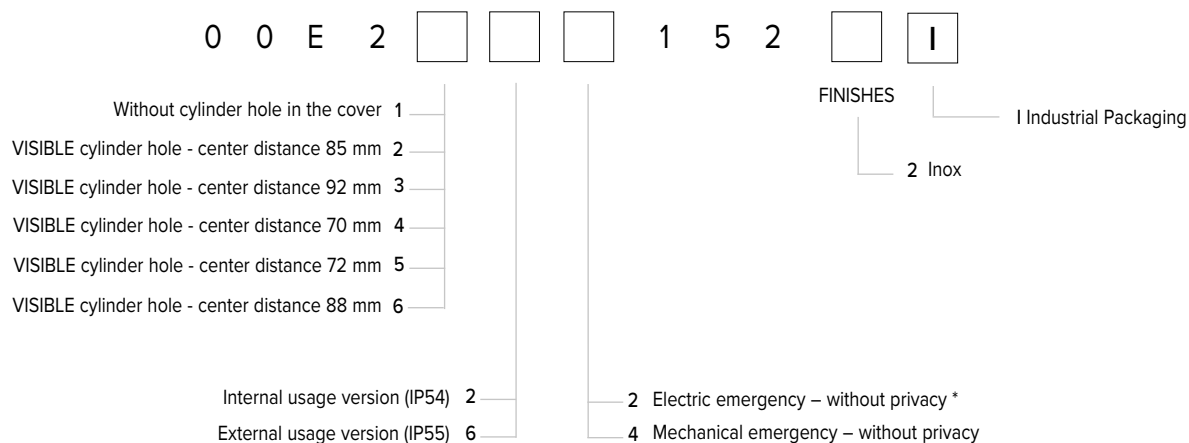 0 0 E 2 1 5 2 I
FINISHES
Without cylinder hole in the cover 1
I Industrial Packaging
VISIBLE cylinder hole - center distance 85 mm 2
2 Inox
VISIBLE cylinder hole - center distance 92 mm 3
VISIBLE cylinder hole - center distance 70 mm 4
VISIBLE cylinder hole - center distance 72 mm 5
VISIBLE cylinder hole - center distance 88 mm 6
Internal usage version (IP54) 2
2 Electric emergency – without privacy *
External usage version (IP55) 6
4 Mechanical emergency – without privacy